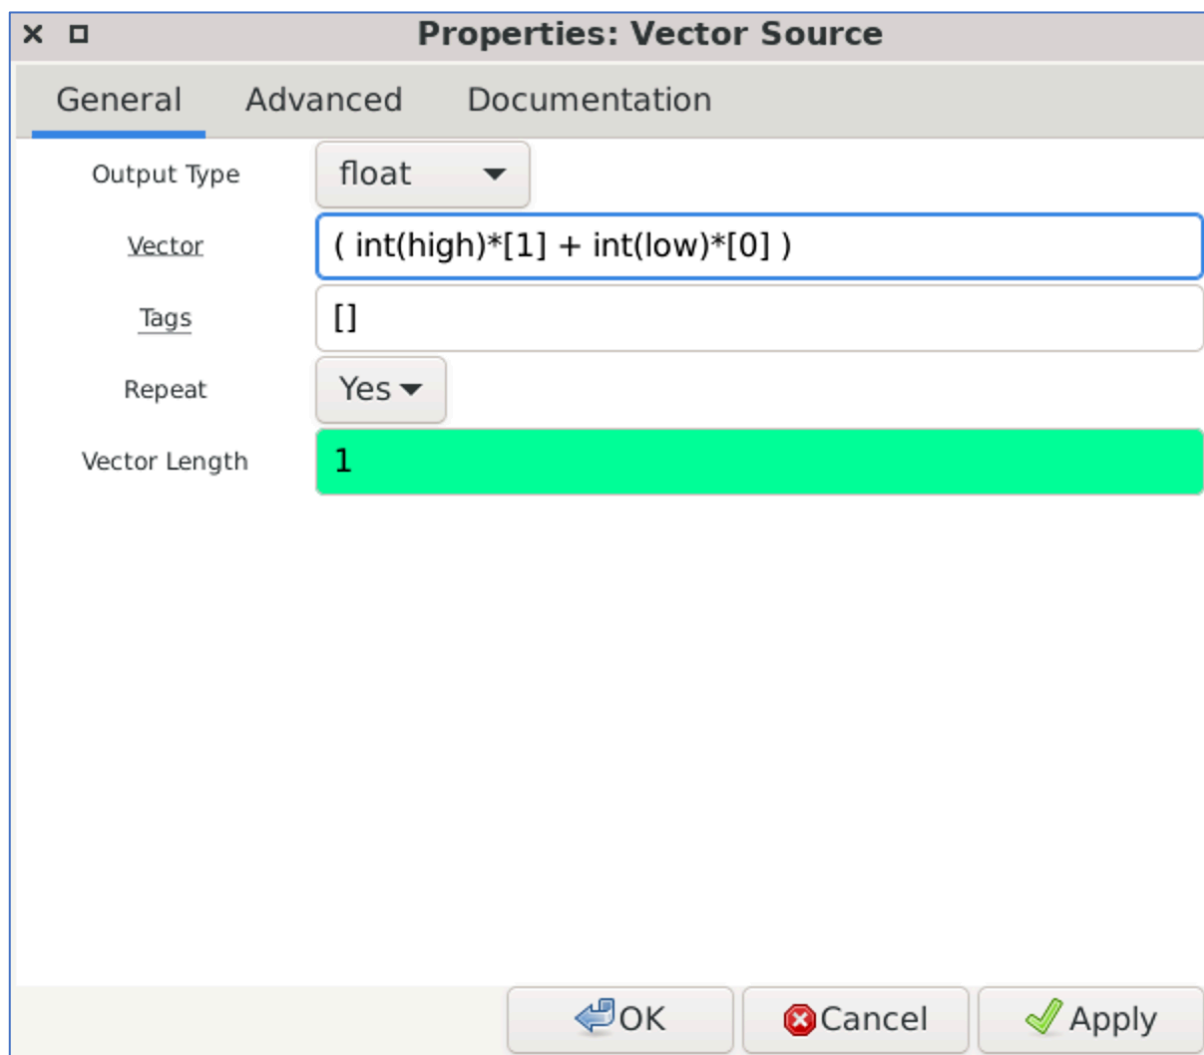 Properties: Vector Source
General Advanced Documentation
Output Type float
Vector ( int(high)*[1] + int(low)*[0] )
Tags []
Repeat Yes
Vector Length 1
OK Cancel Apply